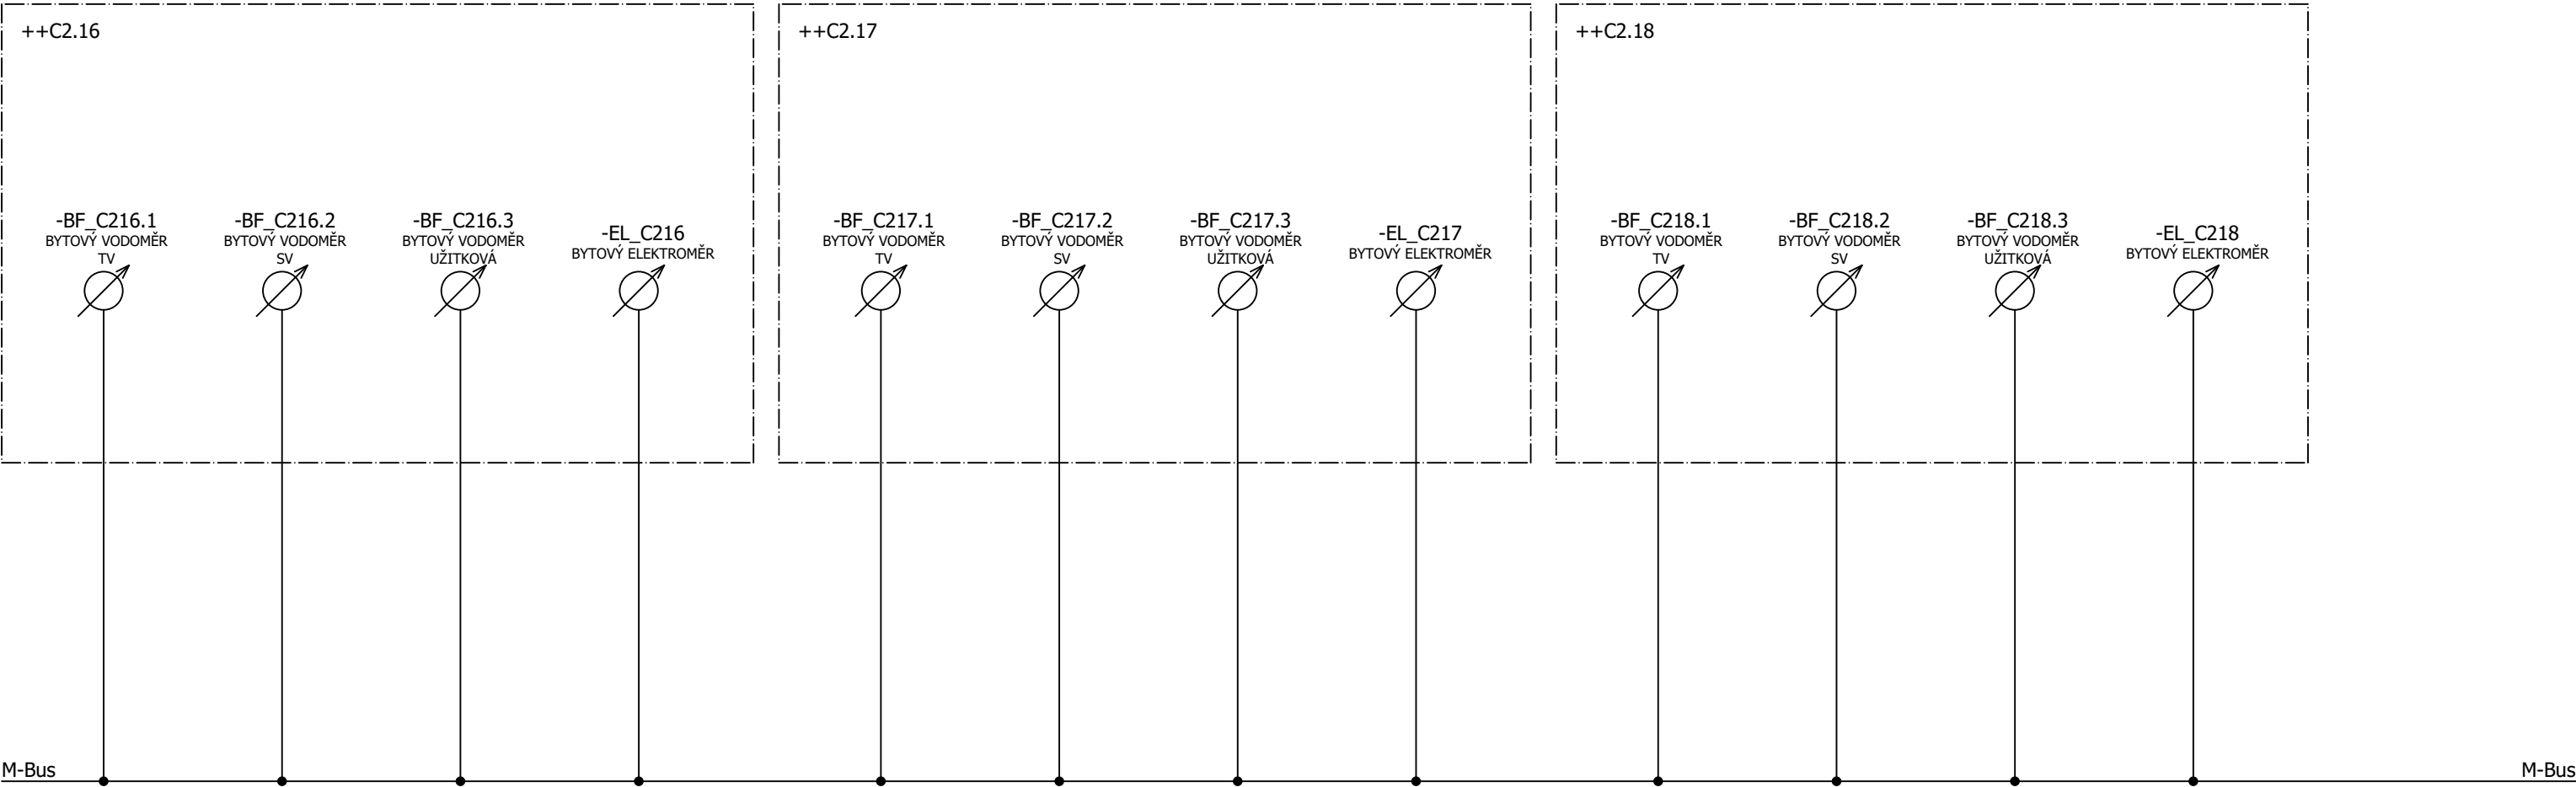 ++C2.16
++C2.17
++C2.18
-BF_C216.1
BYTOVÝ VODOMĚR
TV
-BF_C216.2
BYTOVÝ VODOMĚR
SV
-BF_C216.3
BYTOVÝ VODOMĚR
UŽITKOVÁ
-EL_C216
BYTOVÝ ELEKTROMĚR
-BF_C217.1
BYTOVÝ VODOMĚR
TV
-BF_C217.2
BYTOVÝ VODOMĚR
SV
-BF_C217.3
BYTOVÝ VODOMĚR
UŽITKOVÁ
-EL_C217
BYTOVÝ ELEKTROMĚR
-BF_C218.1
BYTOVÝ VODOMĚR
TV
-BF_C218.2
BYTOVÝ VODOMĚR
SV
-BF_C218.3
BYTOVÝ VODOMĚR
UŽITKOVÁ
-EL_C218
BYTOVÝ ELEKTROMĚR
M-Bus
M-Bus